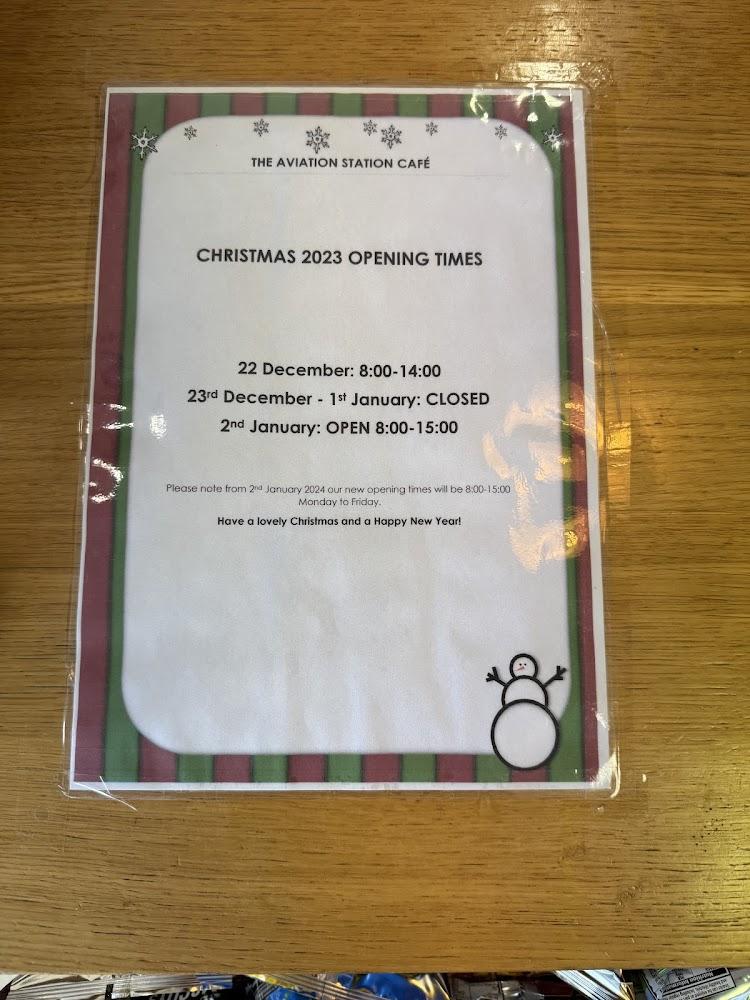 THE AVIATION STATION CAFÉ
CHRISTMAS 2023 OPENING TIMES
22 December: 8:00-14:00
23rd December - 1st January: CLOSED
2nd January: OPEN 8:00-15:00
Please note from 2nd January 2024 our new opening times will be 8:00-15:00
Monday to Friday.
Have a lovely Christmas and a Happy New Year!